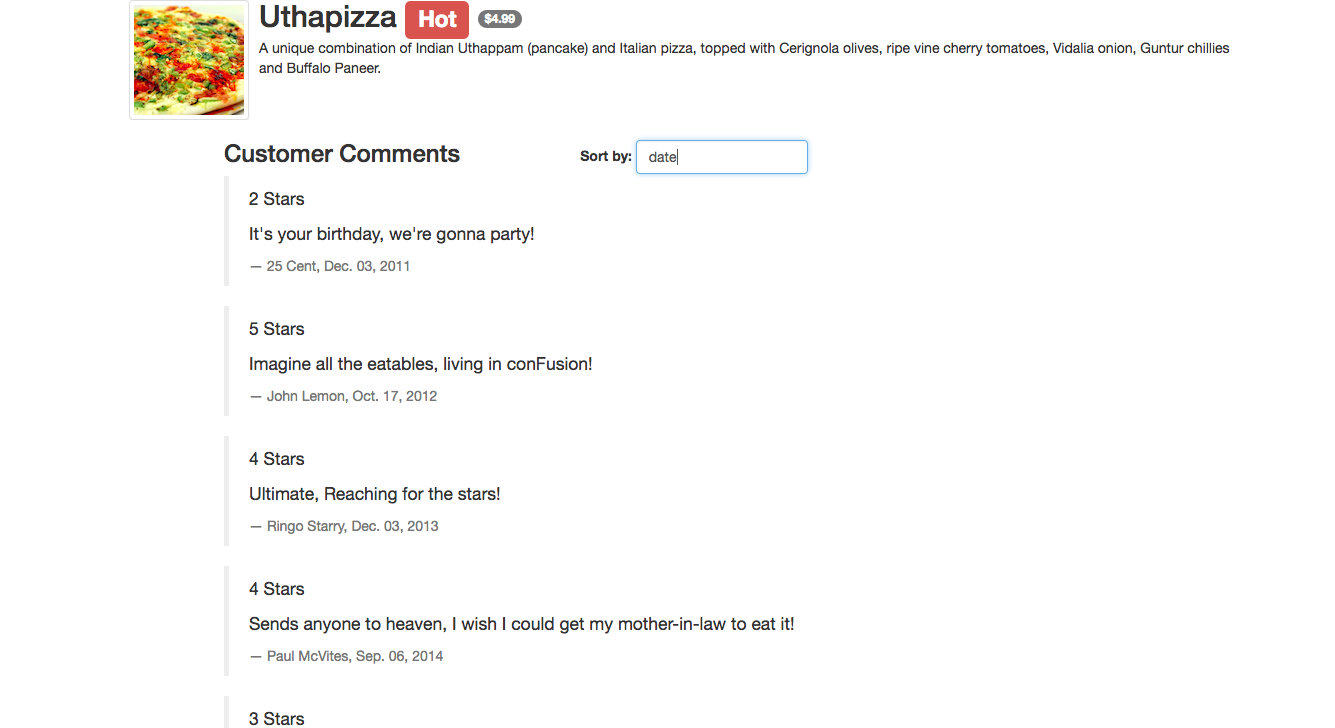 Uthapizza Hot $4.99
A unique combination of Indian Uthappam (pancake) and Italian pizza, topped with Cerignola olives, ripe vine cherry tomatoes, Vidalia onion, Guntur chillies
and Buffalo Paneer.
Customer Comments Sort by: date
2 Stars
It's your birthday, we're gonna party!
— 25 Cent, Dec. 03, 2011
5 Stars
Imagine all the eatables, living in conFusion!
— John Lemon, Oct. 17, 2012
4 Stars
Ultimate, Reaching for the stars!
— Ringo Starry, Dec. 03, 2013
4 Stars
Sends anyone to heaven, I wish I could get my mother-in-law to eat it!
— Paul McVites, Sep. 06, 2014
3 Stars